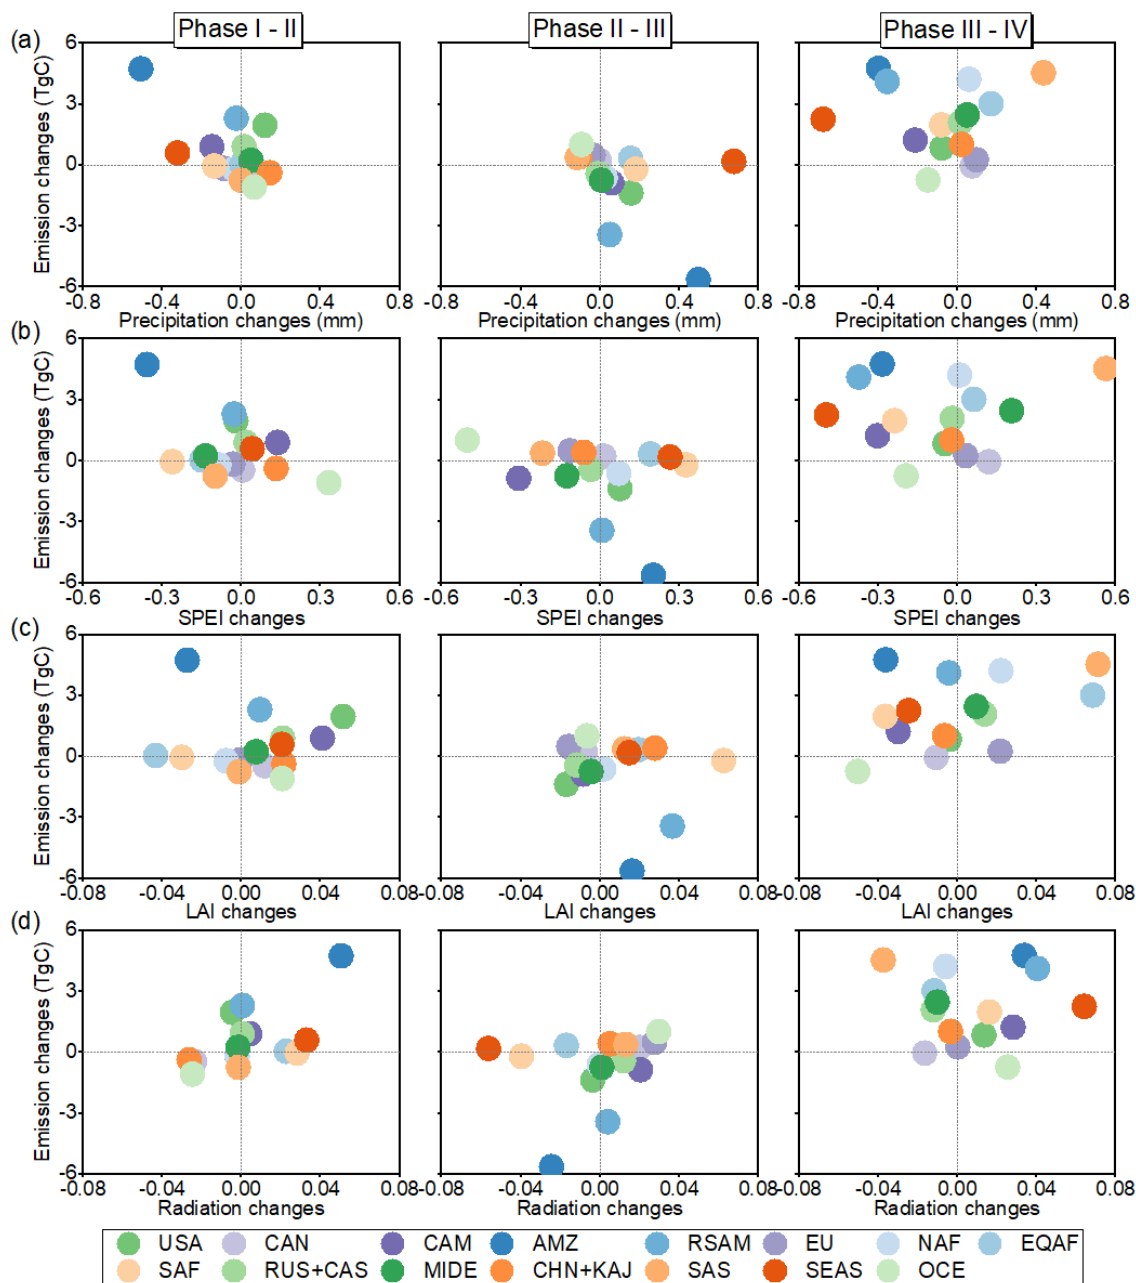 Phase I - II
Phase II - III
Phase III - IV
(a)
Emission changes (TgC)
6
3
0
-3
-6
-0.8 -0.4 0.0 0.4 0.8
Precipitation changes (mm)
-0.8 -0.4 0.0 0.4 0.8
Precipitation changes (mm)
-0.8 -0.4 0.0 0.4 0.8
Precipitation changes (mm)
(b)
Emission changes (TgC)
6
3
0
-3
-6
-0.6 -0.3 0.0 0.3 0.6
SPEI changes
-0.6 -0.3 0.0 0.3 0.6
SPEI changes
-0.6 -0.3 0.0 0.3 0.6
SPEI changes
(c)
Emission changes (TgC)
6
3
0
-3
-6
-0.08 -0.04 0.00 0.04 0.08
LAI changes
-0.08 -0.04 0.00 0.04 0.08
LAI changes
-0.08 -0.04 0.00 0.04 0.08
LAI changes
(d)
Emission changes (TgC)
6
3
0
-3
-6
-0.08 -0.04 0.00 0.04 0.08
Radiation changes
-0.08 -0.04 0.00 0.04 0.08
Radiation changes
-0.08 -0.04 0.00 0.04 0.08
Radiation changes
USA CAN CAM AMZ RSAM EU NAF EQAF
SAF RUS+CAS MIDE CHN+KAJ SAS SEAS OCE